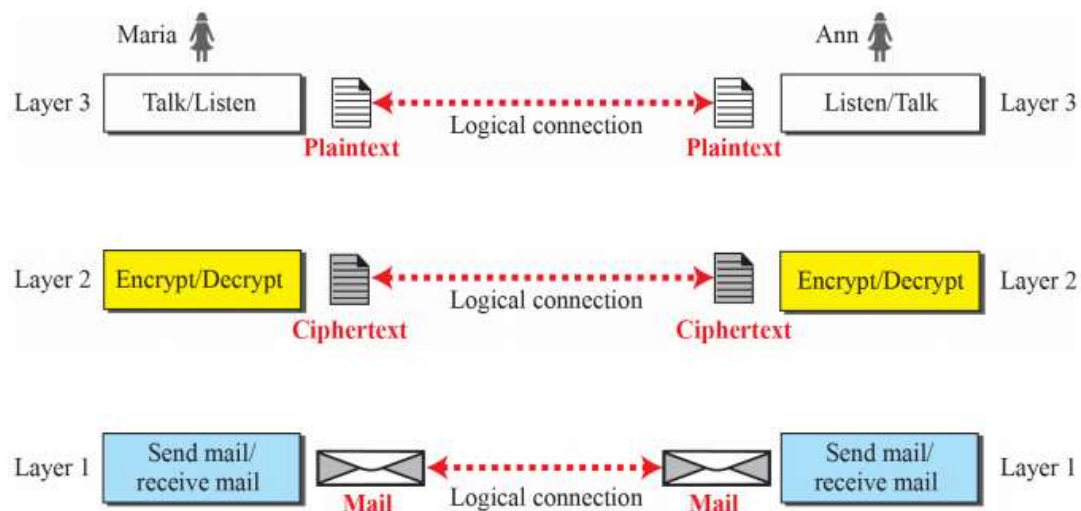 Maria
Ann
Layer 3
Talk/Listen
Logical connection
Listen/Talk
Layer 3
Plaintext
Plaintext
Layer 2
Encrypt/Decrypt
Logical connection
Encrypt/Decrypt
Layer 2
Ciphertext
Ciphertext
Layer 1
Send mail/
receive mail
Logical connection
Send mail/
receive mail
Layer 1
Mail
Mail